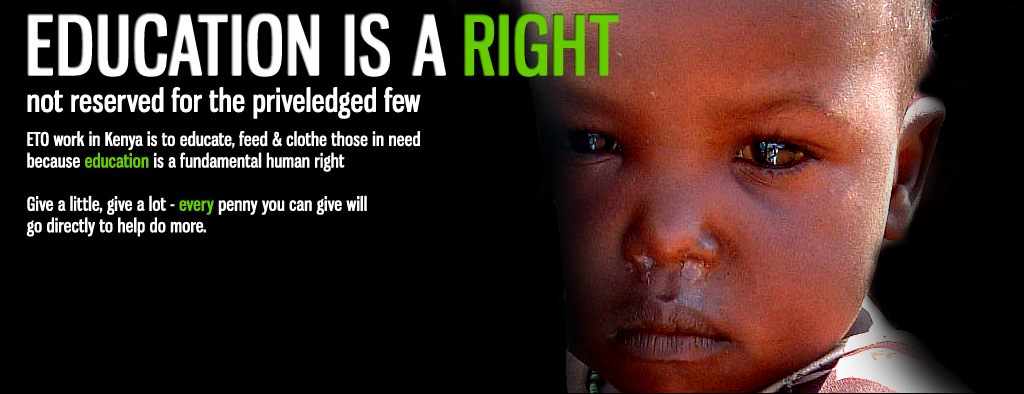 EDUCATION IS A RIGHT
not reserved for the priveledged few
ETO work in Kenya is to educate, feed & clothe those in need
because education is a fundamental human right
Give a little, give a lot - every penny you can give will
go directly to help do more.